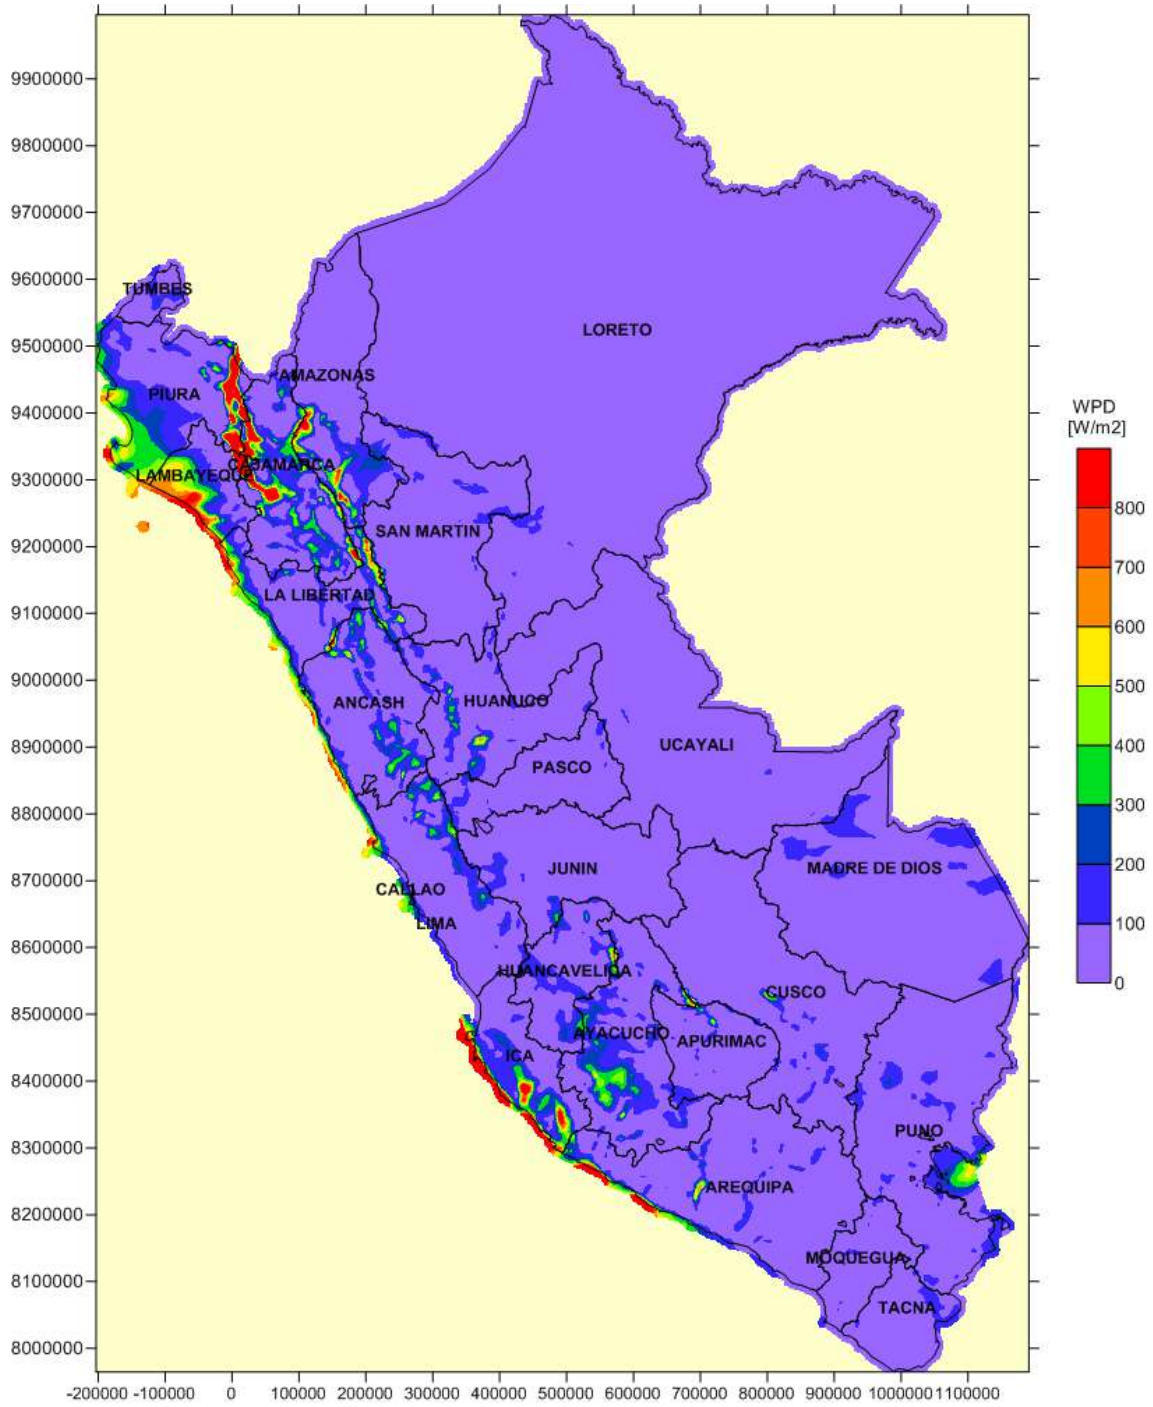 9900000
9800000
9700000
9600000
9500000
9400000
9300000
9200000
9100000
9000000
8900000
8800000
8700000
8600000
8500000
8400000
8300000
8200000
8100000
8000000
TUMBES
LORETO
AMAZONAS
PIURA
CAJAMARCA
LAMBAYEQUE
SAN MARTIN
LA LIBERTAD
ANCASH
HUANUCO
UCAYALI
PASCO
JUNIN
MADRE DE DIOS
CALLAO
LIMA
HUANCAVELICA
CUSCO
AYACUCHO
APURIMAC
ICA
PUNO
AREQUIPA
MOQUEGUA
TACNA
WPD
[W/m2]
800
700
600
500
400
300
200
100
0
-200000 -100000 0 100000 200000 300000 400000 500000 600000 700000 800000 900000 1000000 1100000